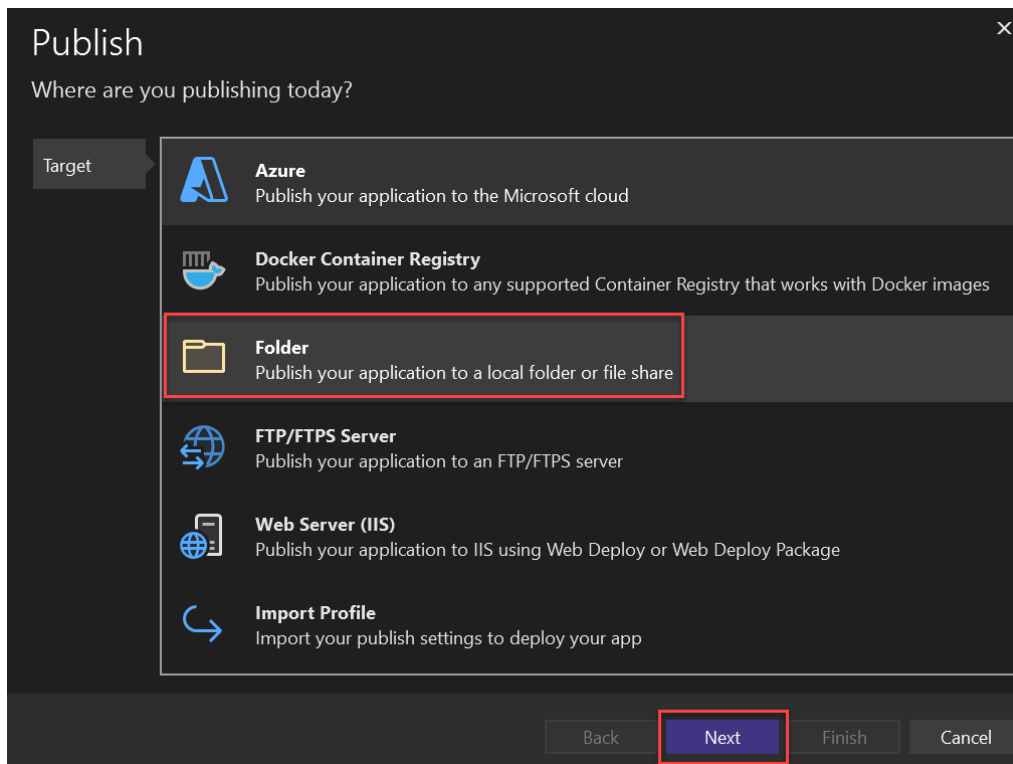 Publish
Where are you publishing today?
Target
Azure
Publish your application to the Microsoft cloud
Docker Container Registry
Publish your application to any supported Container Registry that works with Docker images
Folder
Publish your application to a local folder or file share
FTP/FTPS Server
Publish your application to an FTP/FTPS server
Web Server (IIS)
Publish your application to IIS using Web Deploy or Web Deploy Package
Import Profile
Import your publish settings to deploy your app
Back
Next
Finish
Cancel